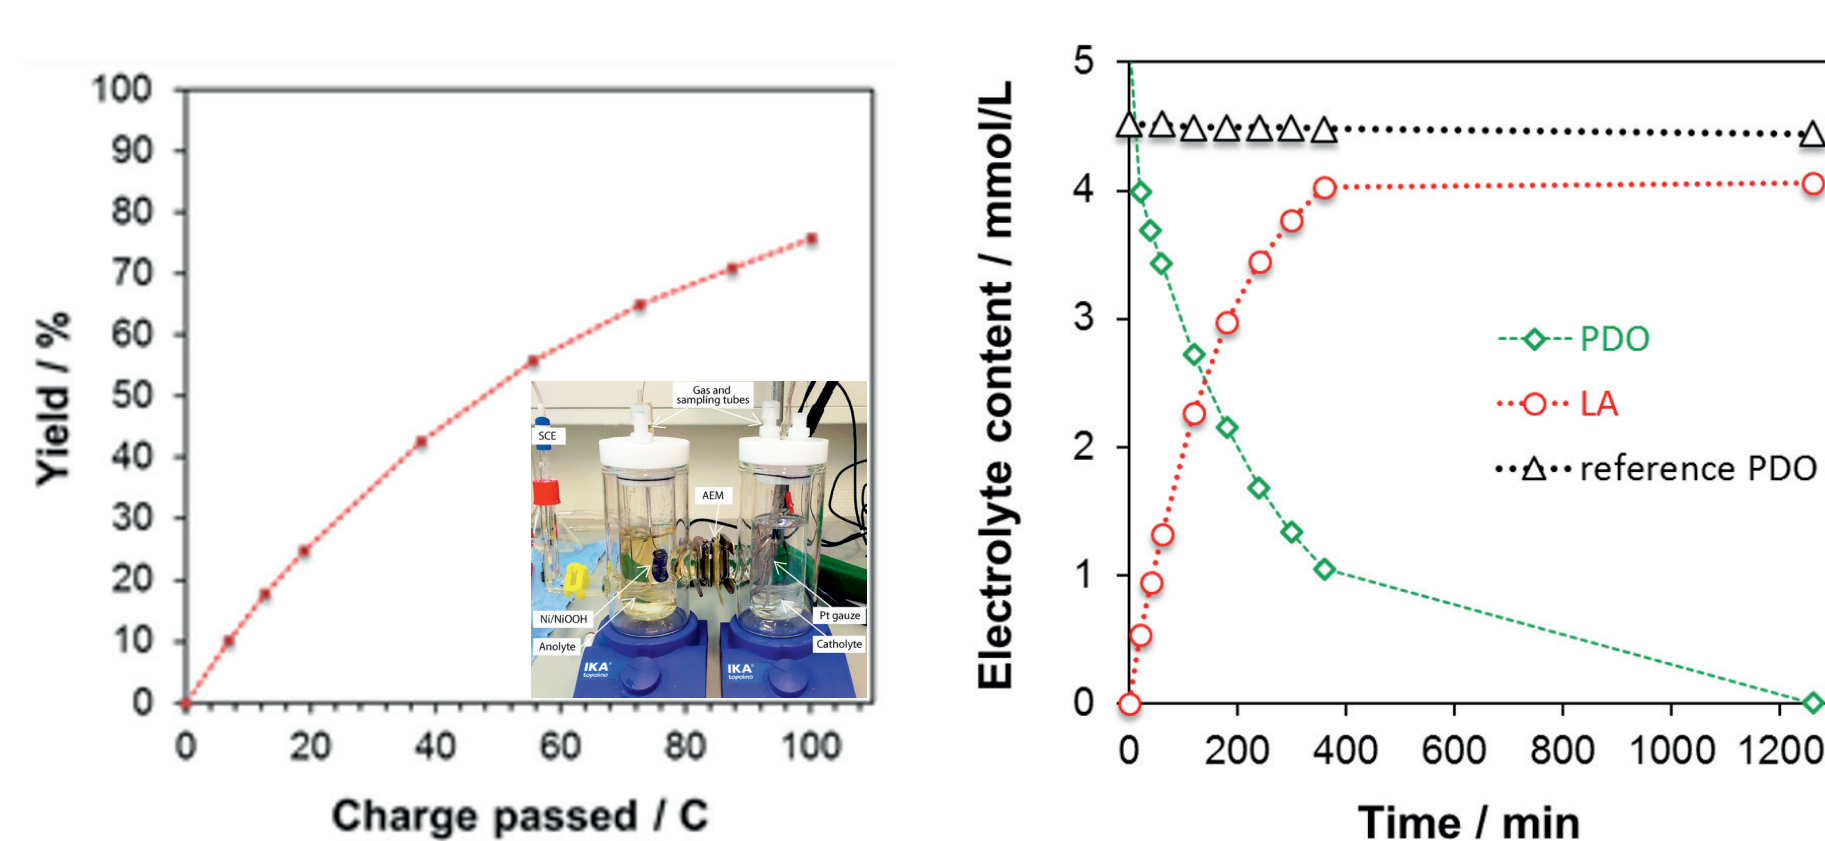 100
90
80
70
60
50
40
30
20
10
0
Yield / %
0 20 40 60 80 100
Charge passed / C
Gas and
sampling tubes
SCE
AEM
Ni/NiOOH
Anolyte
Pt gauze
Catholyte
IKA
topolino
IKA
topolino
5
4
3
2
1
0
Electrolyte content / mmol/L
PDO
LA
reference PDO
0 200 400 600 800 1000 1200
Time / min